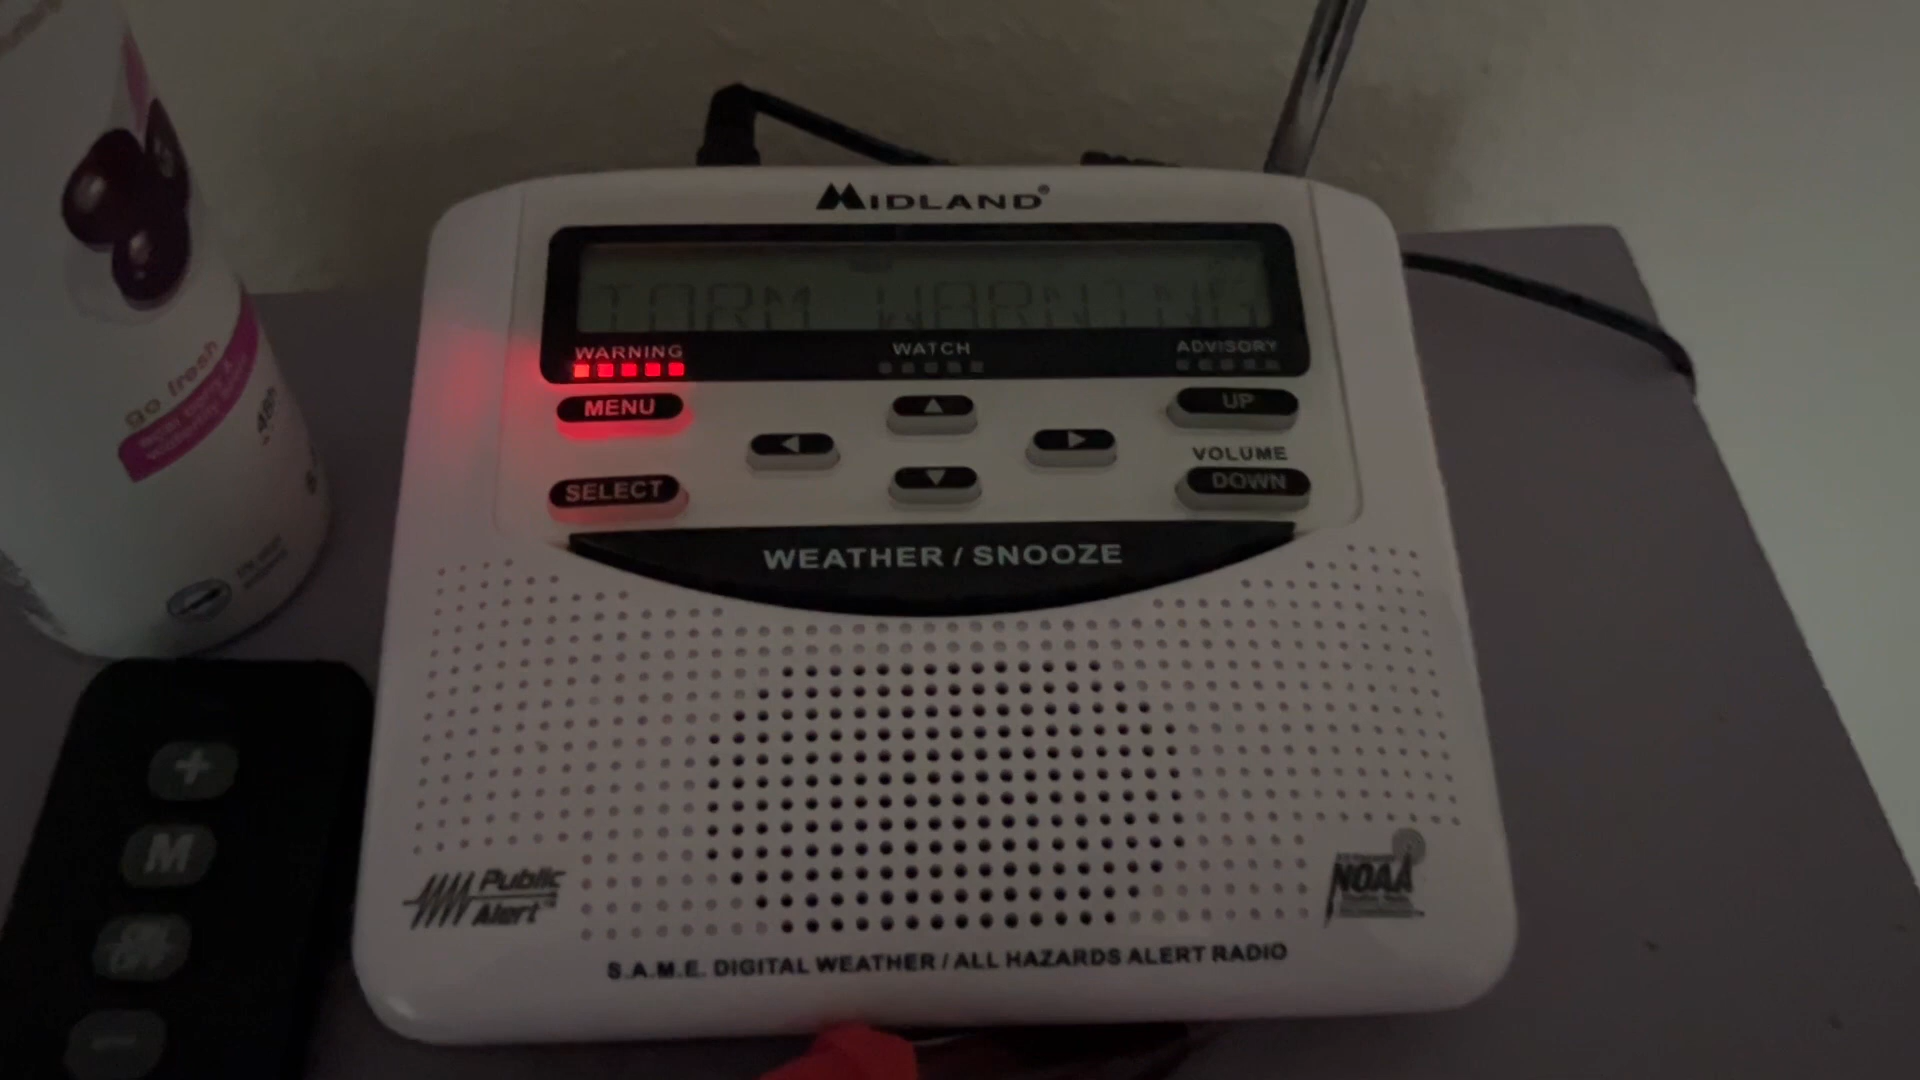 MIDLAND®
TORM WARNING
WARNING
WATCH
ADVISORY
MENU
UP
VOLUME
SELECT
DOWN
WEATHER / SNOOZE
go fresh
48h
+
M
Public
Alert
NOAA
S.A.M.E. DIGITAL WEATHER / ALL HAZARDS ALERT RADIO